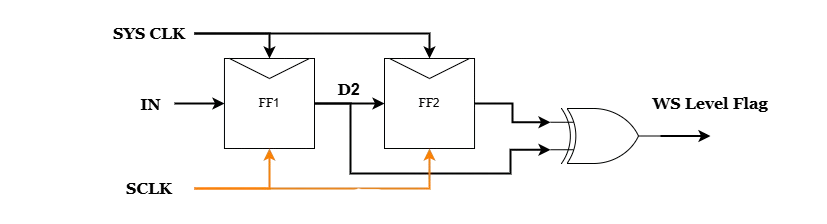 SYS CLK
D2
IN
FF1
FF2
WS Level Flag
SCLK